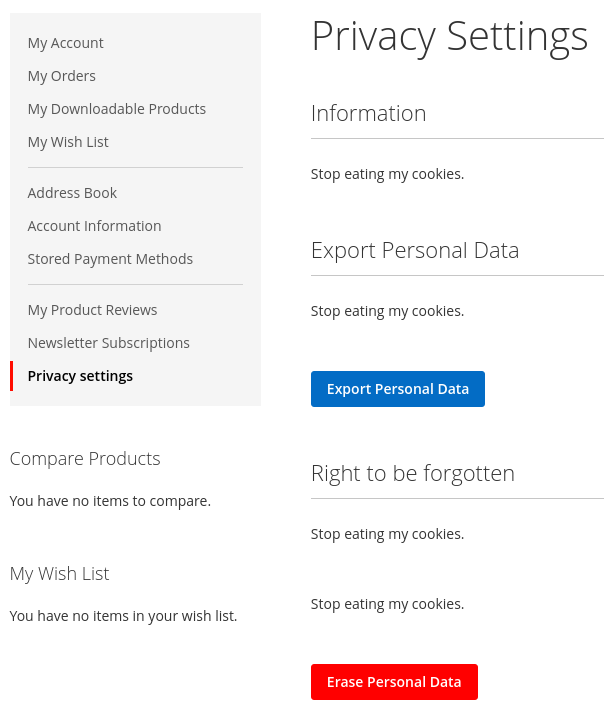 My Account
My Orders
My Downloadable Products
My Wish List
Address Book
Account Information
Stored Payment Methods
My Product Reviews
Newsletter Subscriptions
Privacy settings
Compare Products
You have no items to compare.
My Wish List
You have no items in your wish list.
Privacy Settings
Information
Stop eating my cookies.
Export Personal Data
Stop eating my cookies.
Export Personal Data
Right to be forgotten
Stop eating my cookies.
Stop eating my cookies.
Erase Personal Data